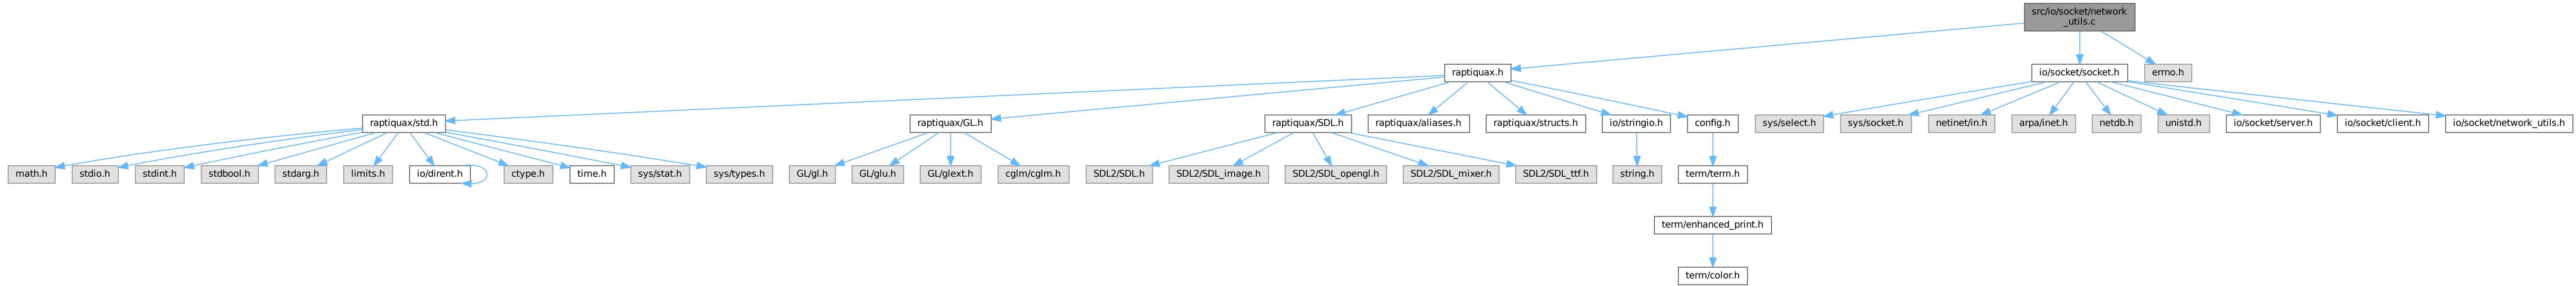 src/io/socket/network
_utils.c
raptiquax.h
io/socket/socket.h
errno.h
raptiquax/std.h
raptiquax/GL.h
raptiquax/SDL.h
raptiquax/aliases.h
raptiquax/structs.h
io/stringio.h
config.h
sys/select.h
sys/socket.h
netinet/in.h
arpa/inet.h
netdb.h
unistd.h
io/socket/server.h
io/socket/client.h
io/socket/network_utils.h
math.h
stdio.h
stdint.h
stdbool.h
stdarg.h
limits.h
io/dirent.h
ctype.h
time.h
sys/stat.h
sys/types.h
GL/gl.h
GL/glu.h
GL/glext.h
cglm/cglm.h
SDL2/SDL.h
SDL2/SDL_image.h
SDL2/SDL_opengl.h
SDL2/SDL_mixer.h
SDL2/SDL_ttf.h
string.h
term/term.h
term/enhanced_print.h
term/color.h